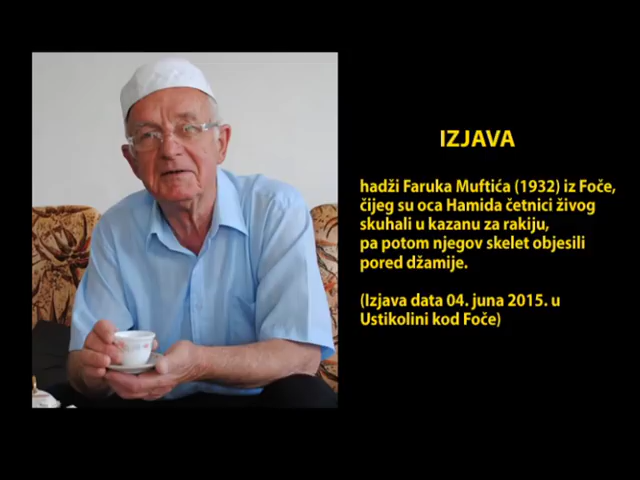 IZJAVA
hadži Faruka Muftića (1932) iz Foče,
čijeg su oca Hamida četnici živog
skuhali u kazanu za rakiju,
pa potom njegov skelet objesili
pored džamije.
(Izjava data 04. juna 2015. u
Ustikolini kod Foče)